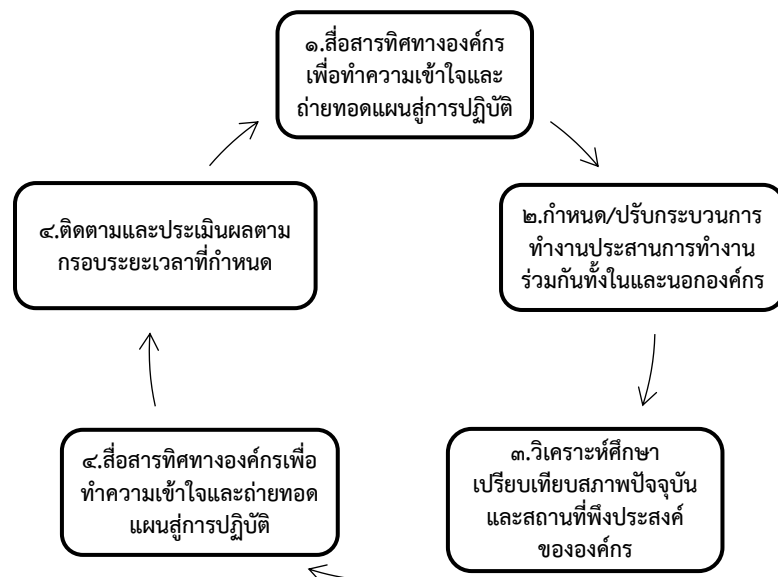 ๑.สื่อสารทิศทางองค์กร
เพื่อทำความเข้าใจและ
ถ่ายทอดแผนสู่การปฏิบัติ
๒.กำหนด/ปรับกระบวนการ
ทำงานประสานการทำงาน
ร่วมกันทั้งในและนอกองค์กร
๓.วิเคราะห์ศึกษา
เปรียบเทียบสภาพปัจจุบัน
และสถานที่พึงประสงค์
ขององค์กร
๔.สื่อสารทิศทางองค์กรเพื่อ
ทำความเข้าใจและถ่ายทอด
แผนสู่การปฏิบัติ
๔.ติดตามและประเมินผลตาม
กรอบระยะเวลาที่กำหนด